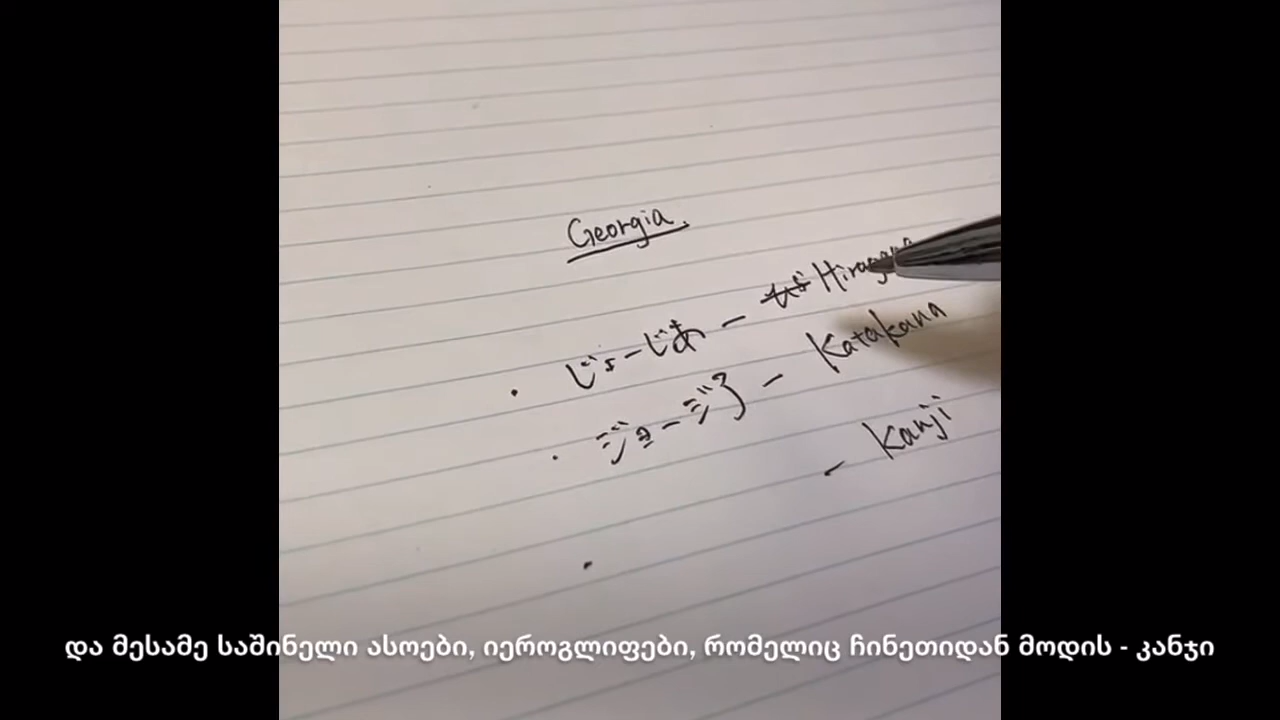 Georgia.
・ じょーじあ - Hiragana
・ ジョージア - Katakana
- Kanji
・
და მესამე საშინელი ასოები, იეროგლიფები, რომელიც ჩინეთიდან მოდის - კანჯი